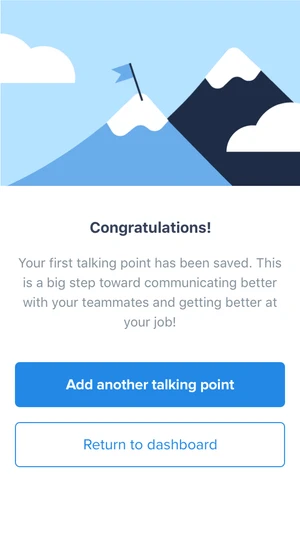 Congratulations!
Your first talking point has been saved. This
is a big step toward communicating better
with your teammates and getting better at
your job!
Add another talking point
Return to dashboard